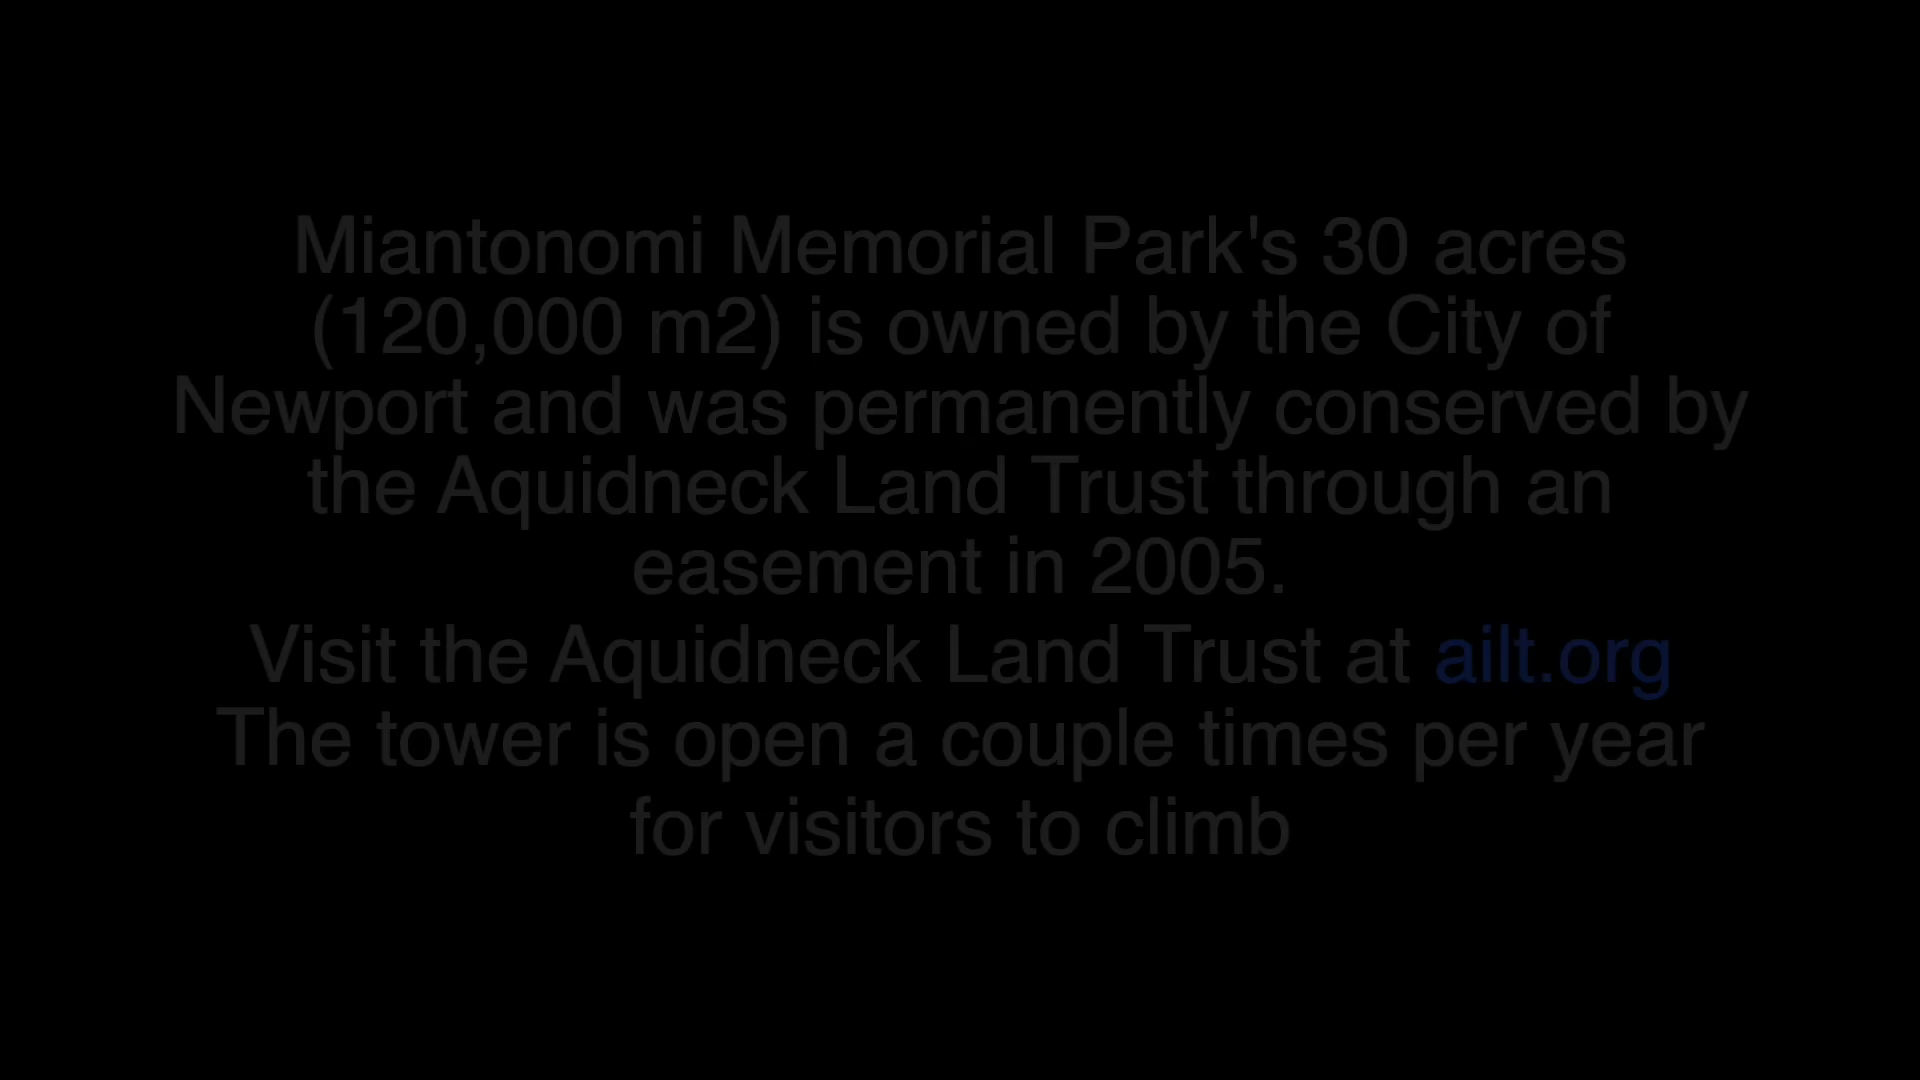 Miantonomi Memorial Park's 30 acres
(120,000 m2) is owned by the City of
Newport and was permanently conserved by
the Aquidneck Land Trust through an
easement in 2005.
Visit the Aquidneck Land Trust at ailt.org
The tower is open a couple times per year
for visitors to climb